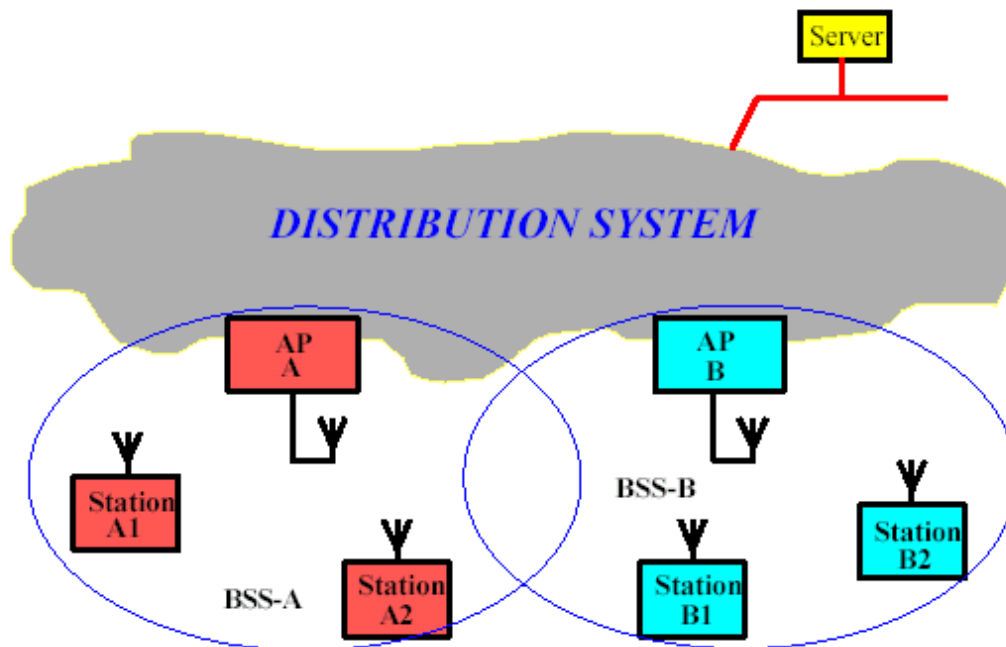 Server
DISTRIBUTION SYSTEM
AP
A
AP
B
Station
A1
BSS-A
Station
A2
BSS-B
Station
B1
Station
B2